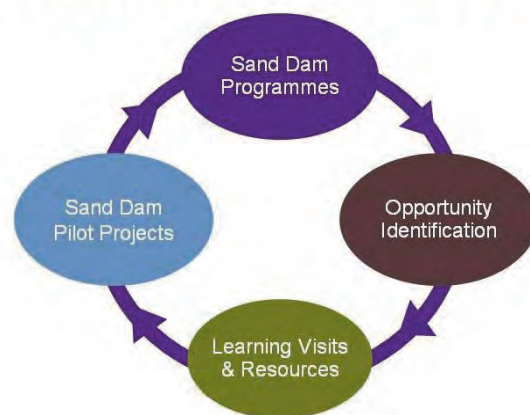 Sand Dam
Programmes
Opportunity
Identification
Learning Visits
& Resources
Sand Dam
Pilot Projects